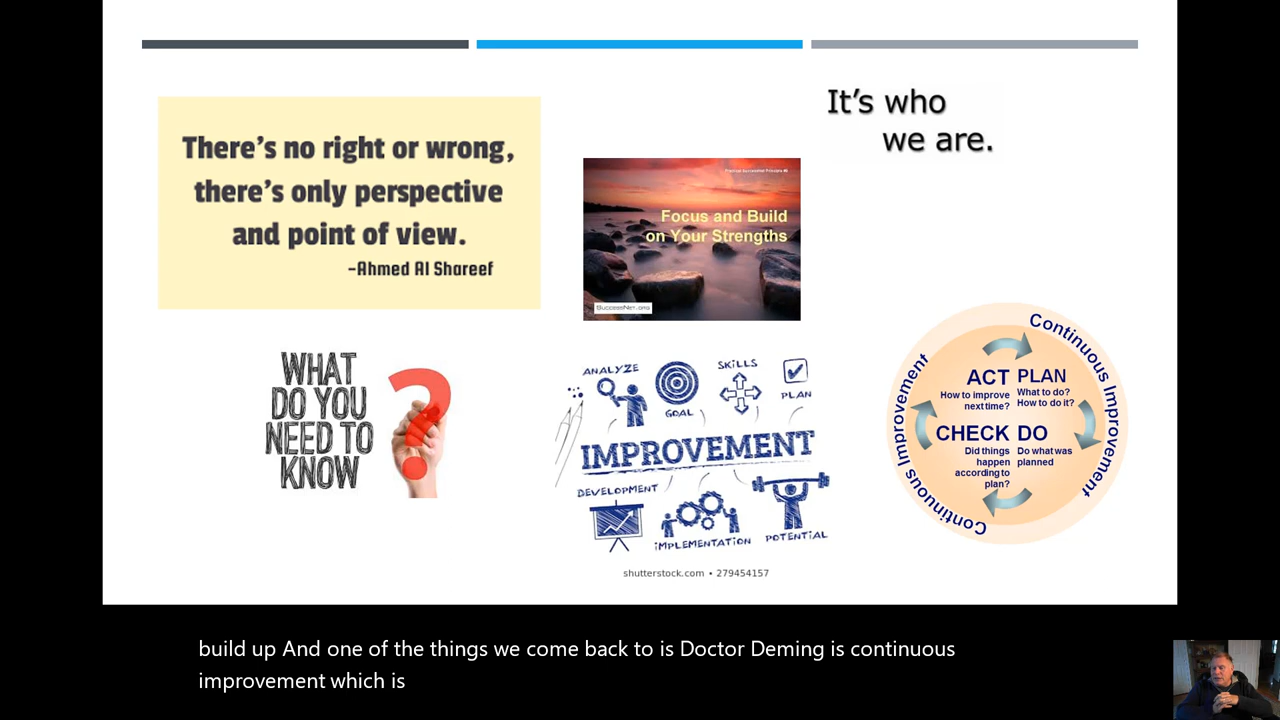 There's no right or wrong,
there's only perspective
and point of view.
-Ahmed Al Shareef
It's who
we are.
Focus and Build
on Your Strengths
SuccessNet.org
WHAT
DO YOU
NEED TO
KNOW
?
ANALYZE
GOAL
SKILLS
PLAN
IMPROVEMENT
DEVELOPMENT
IMPLEMENTATION
POTENTIAL
shutterstock.com • 279454157
Continuous Improvement
Continuous Improvement
ACT
How to improve
next time?
PLAN
What to do?
How to do it?
CHECK
Did things
happen
according to
plan?
DO
Do what was
planned
build up And one of the things we come back to is Doctor Deming is continuous
improvement which is